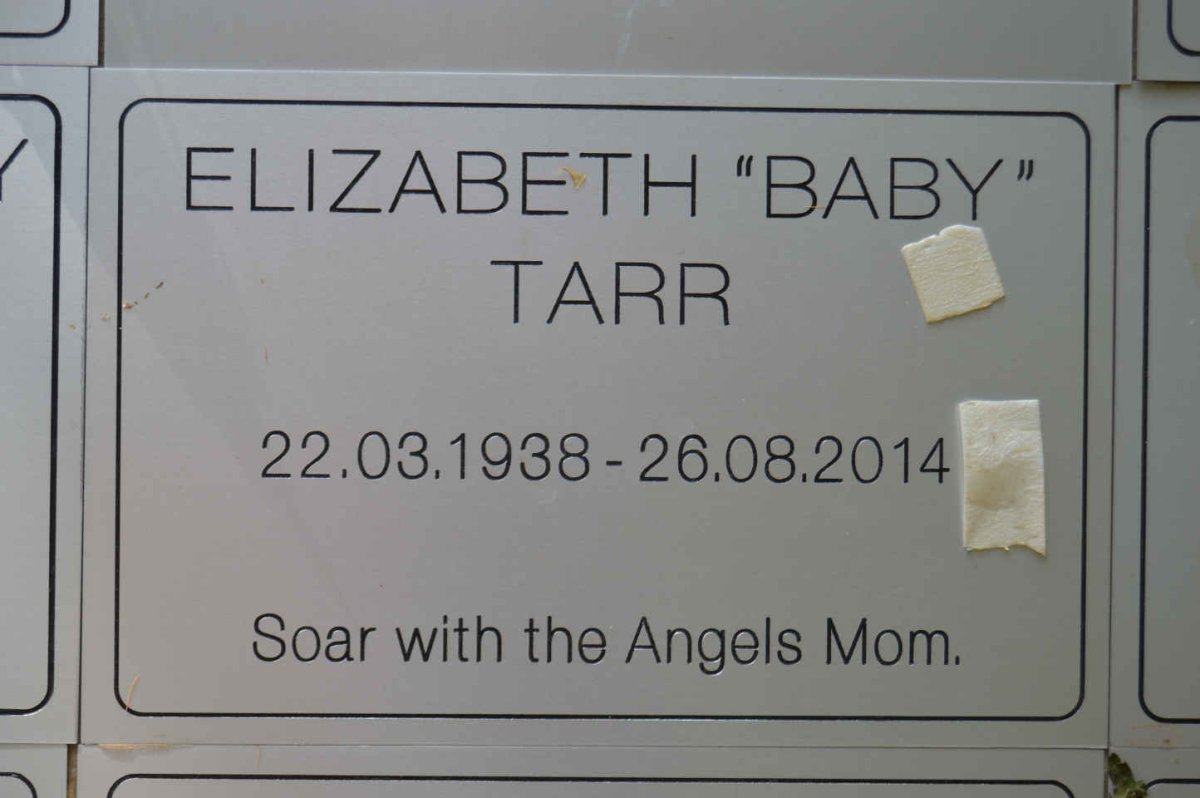 ELIZABETH “BABY”
TARR
22.03.1938 - 26.08.2014
Soar with the Angels Mom.